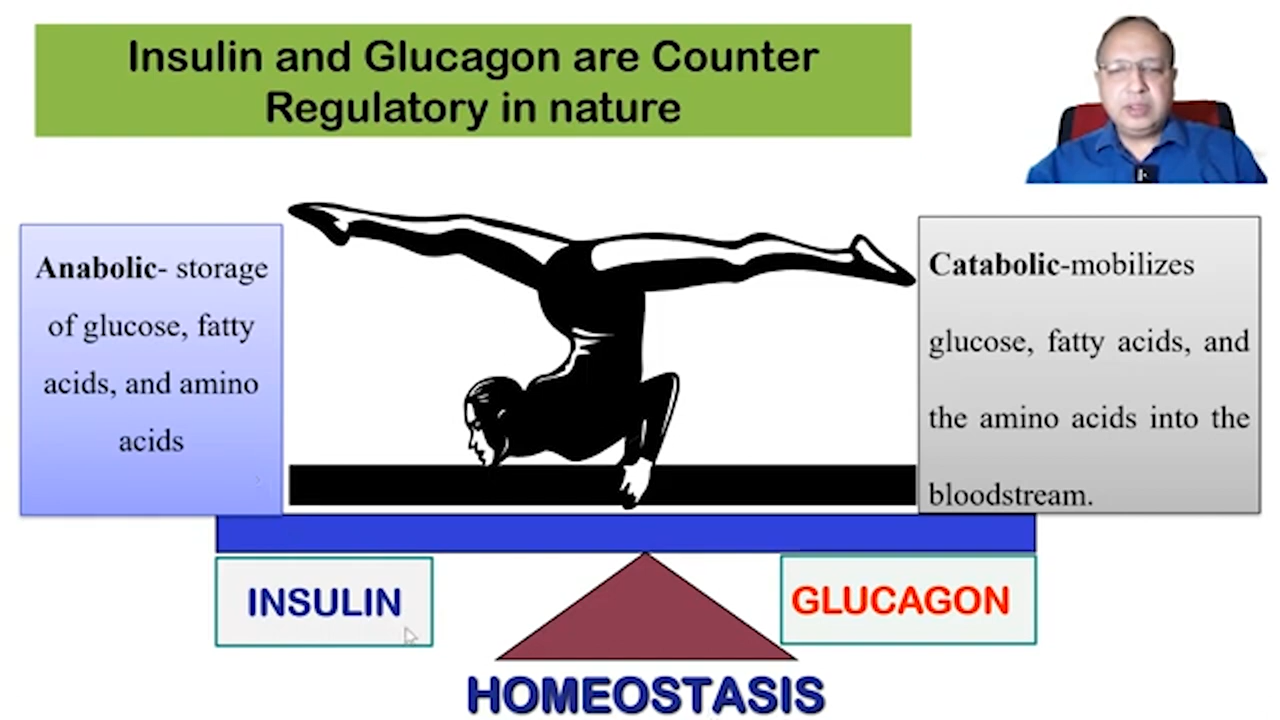 Insulin and Glucagon are Counter
Regulatory in nature
Anabolic- storage
of glucose, fatty
acids, and amino
acids
Catabolic-mobilizes
glucose, fatty acids, and
the amino acids into the
bloodstream.
INSULIN
GLUCAGON
HOMEOSTASIS